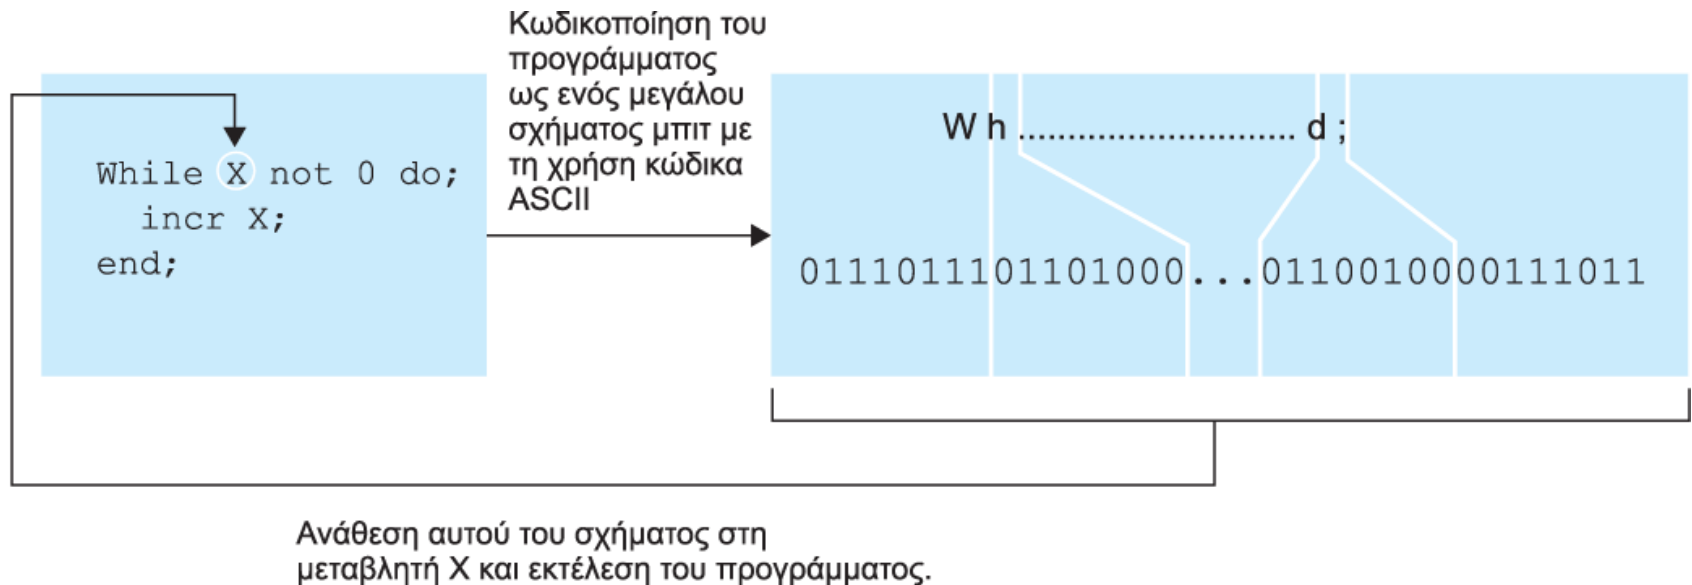 Κωδικοποίηση του
προγράμματος
ως ενός μεγάλου
σχήματος μπιτ με
τη χρήση κώδικα
ASCII
While X not 0 do;
incr X;
end;
W h ............................ d ;
0111011101101000...0110010000111011
Ανάθεση αυτού του σχήματος στη
μεταβλητή X και εκτέλεση του προγράμματος.